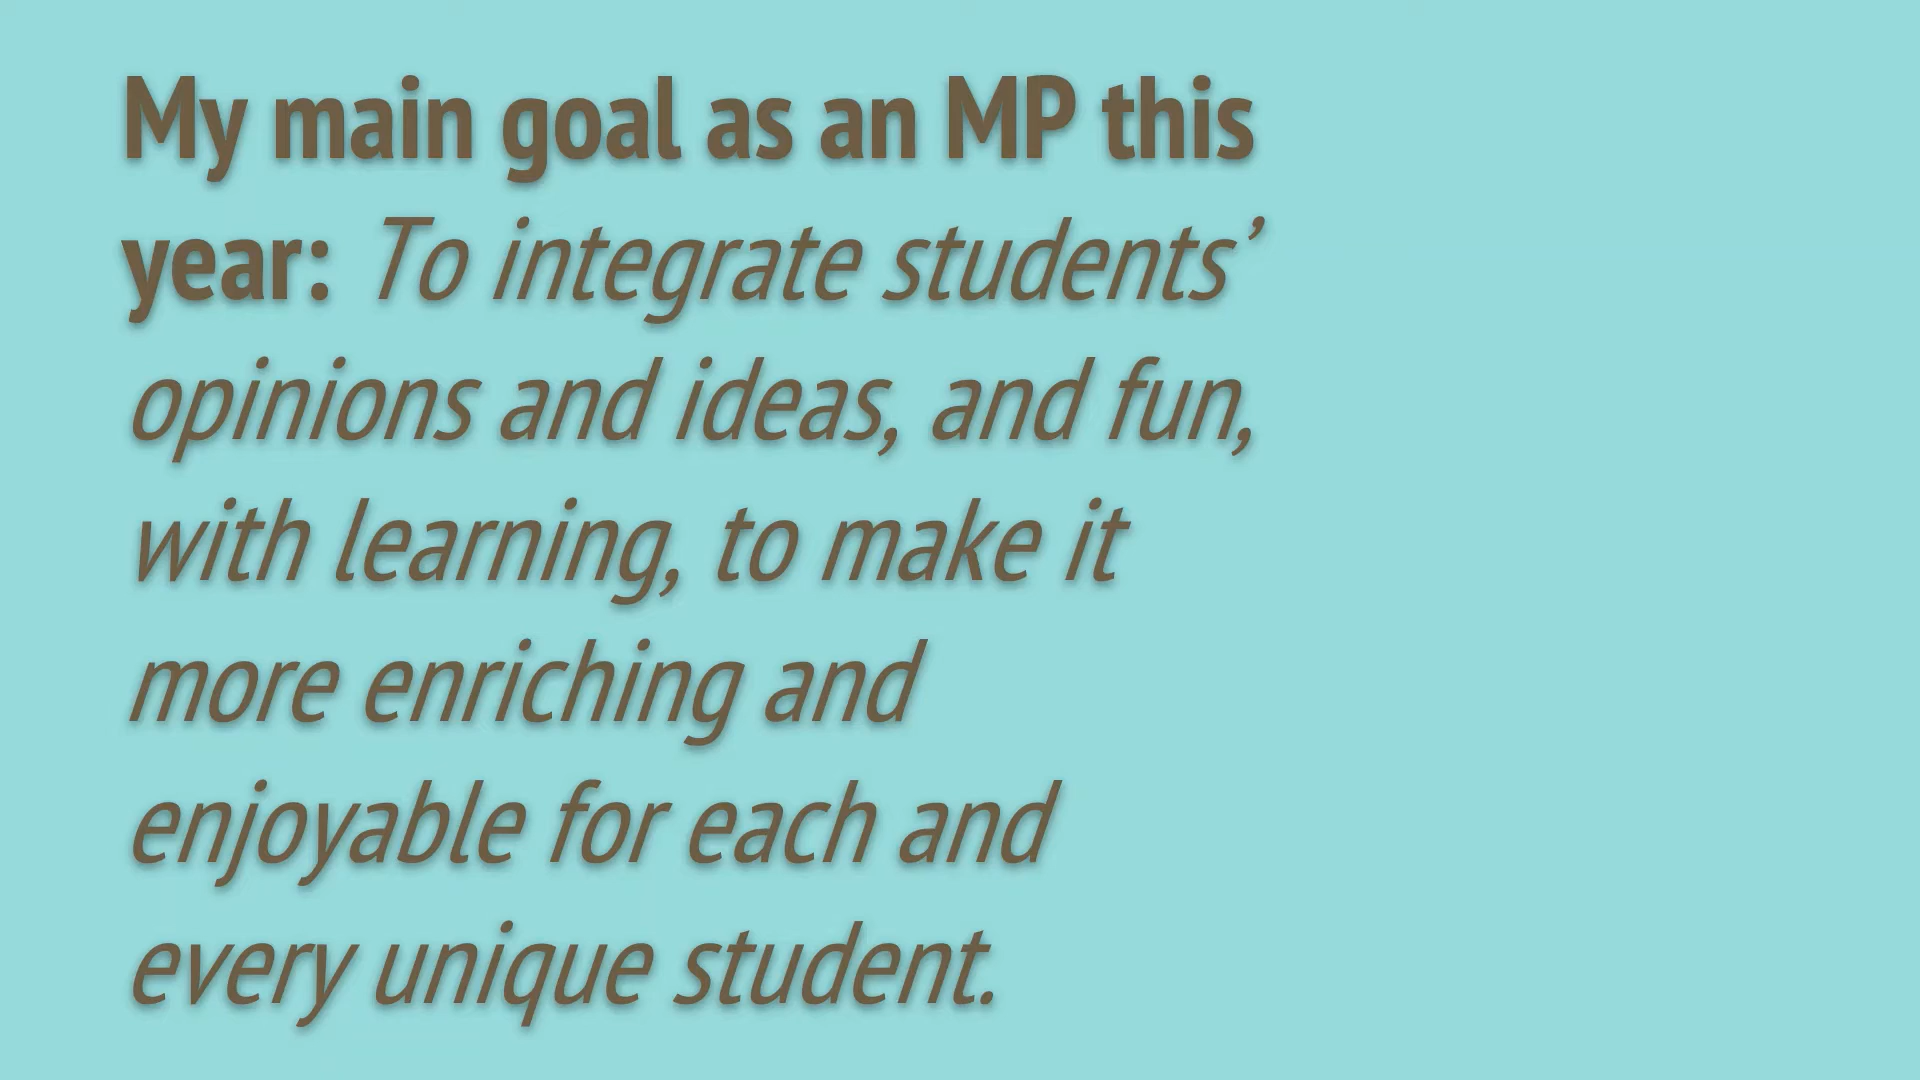 My main goal as an MP this
year: To integrate students’
opinions and ideas, and fun,
with learning, to make it
more enriching and
enjoyable for each and
every unique student.